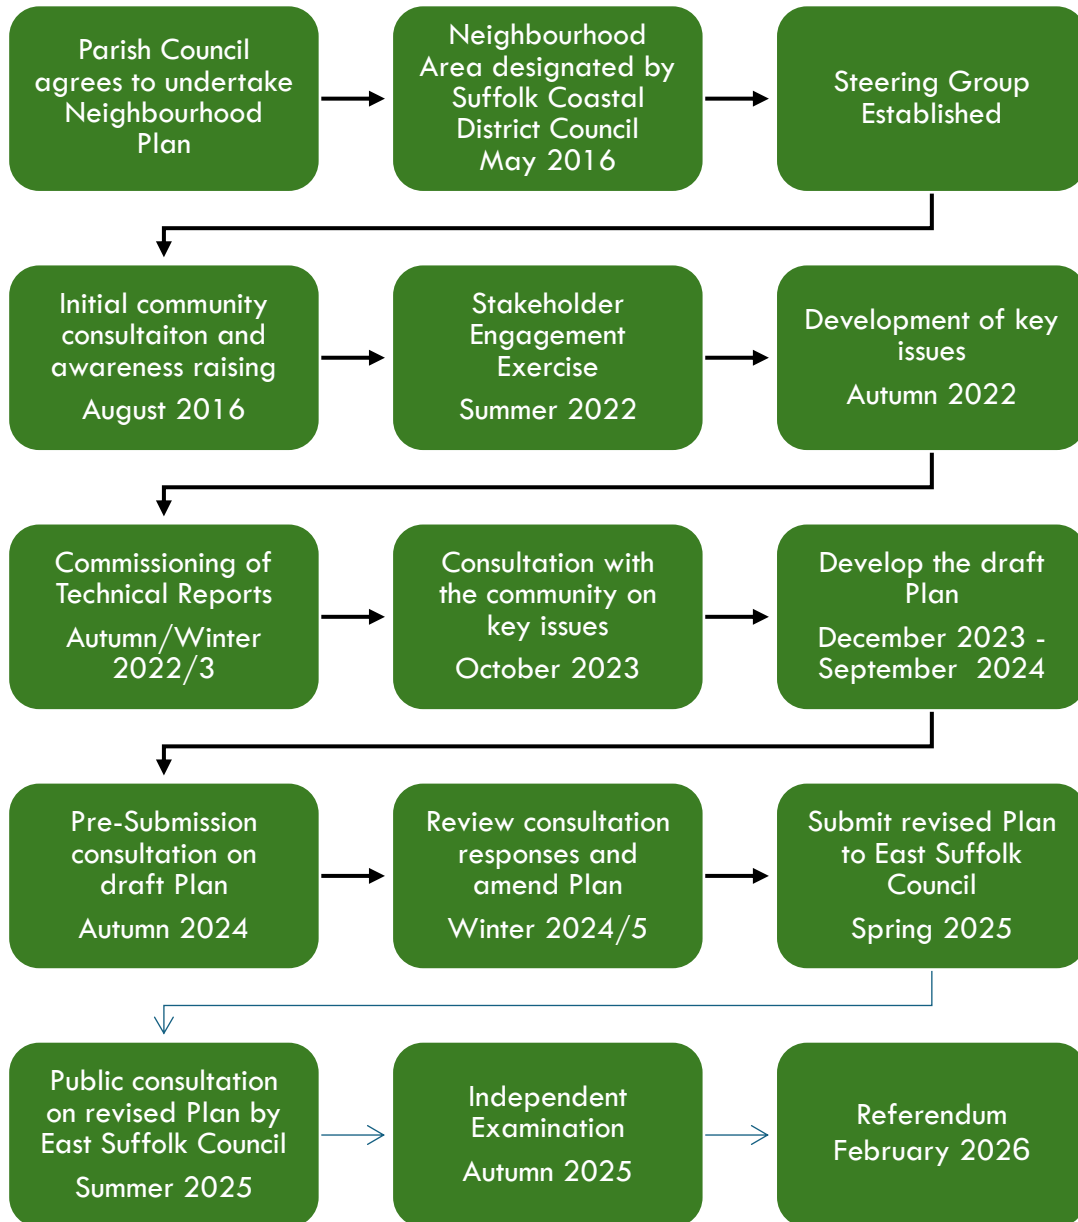 Parish Council
agrees to undertake
Neighbourhood
Plan
Neighbourhood
Area designated by
Suffolk Coastal
District Council
May 2016
Steering Group
Established
Initial community
consultaiton and
awareness raising
August 2016
Stakeholder
Engagement
Exercise
Summer 2022
Development of key
issues
Autumn 2022
Commissioning of
Technical Reports
Autumn/Winter
2022/3
Consultation with
the community on
key issues
October 2023
Develop the draft
Plan
December 2023 -
September 2024
Pre-Submission
consultation on
draft Plan
Autumn 2024
Review consultation
responses and
amend Plan
Winter 2024/5
Submit revised Plan
to East Suffolk
Council
Spring 2025
Public consultation
on revised Plan by
East Suffolk Council
Summer 2025
Independent
Examination
Autumn 2025
Referendum
February 2026